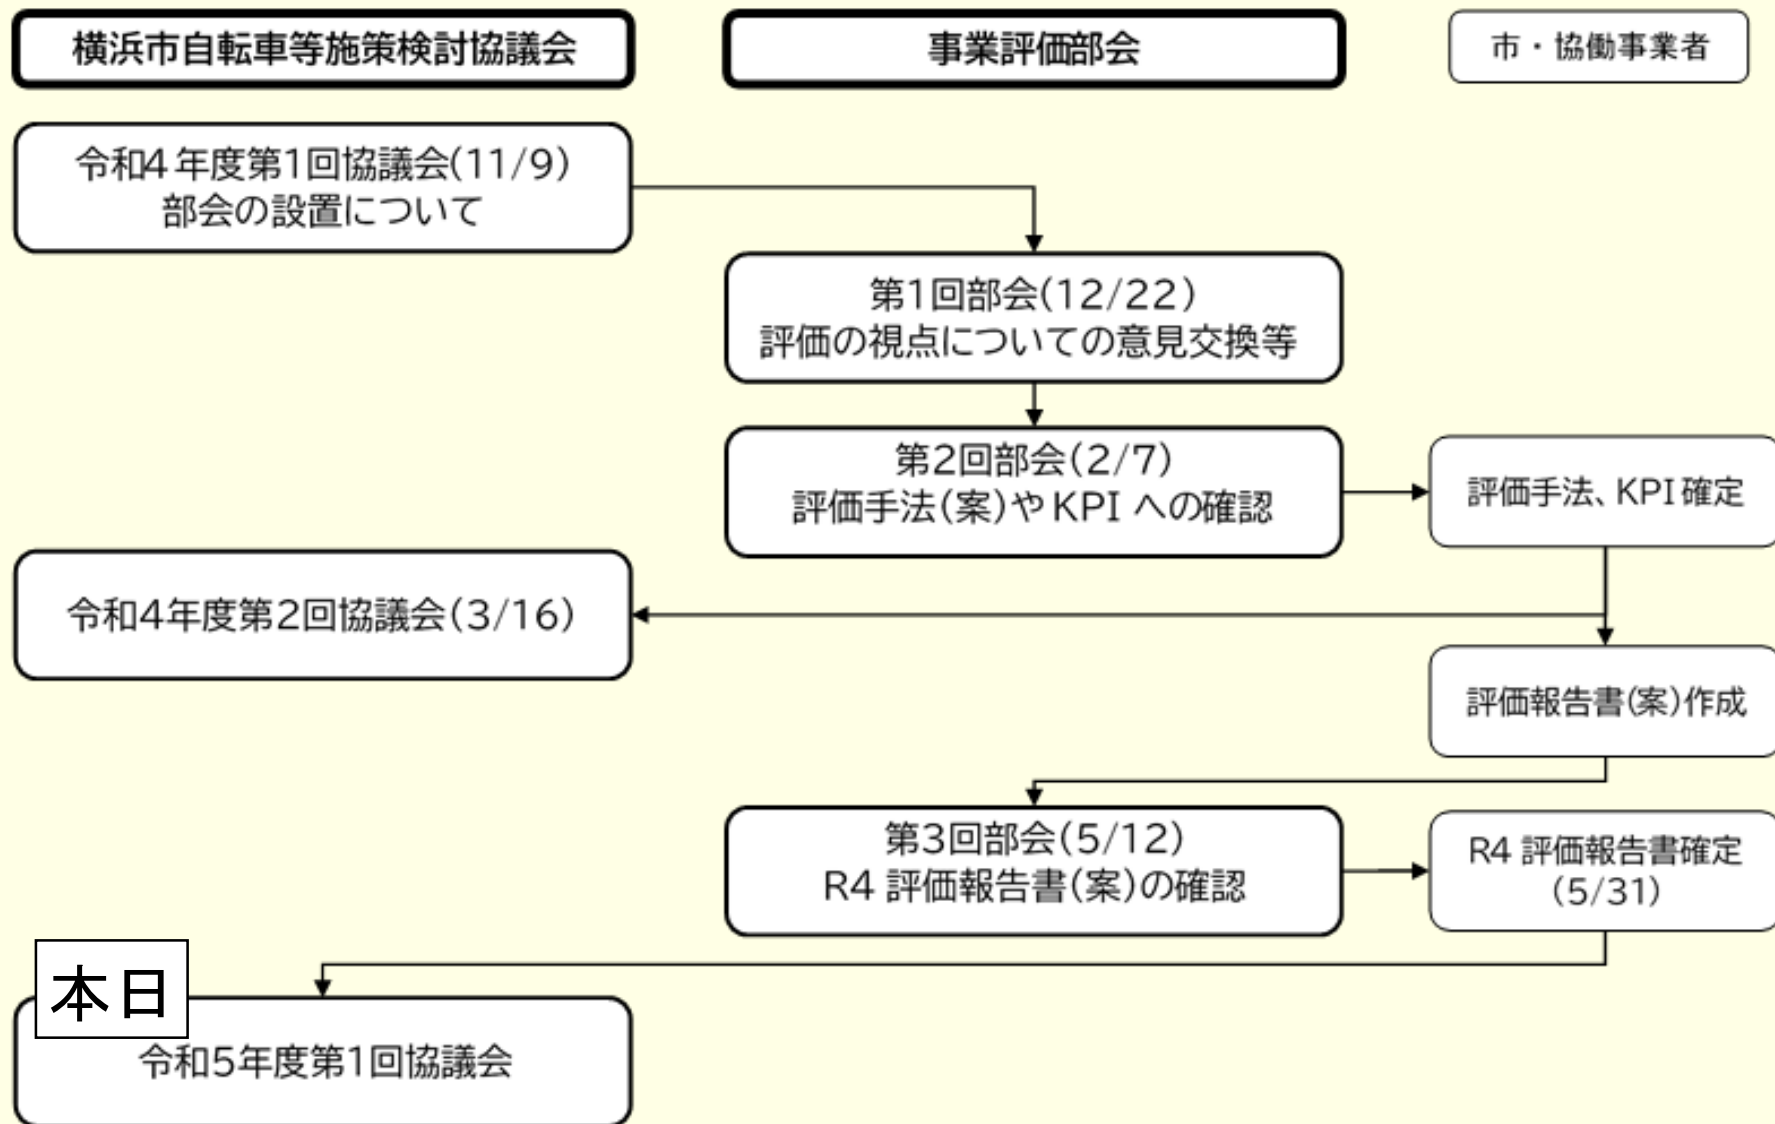 横浜市自転車等施策検討協議会
事業評価部会
市・協働事業者
令和4年度第1回協議会(11/9)
部会の設置について
第1回部会(12/22)
評価の視点についての意見交換等
第2回部会(2/7)
評価手法(案)やKPIへの確認
評価手法、KPI確定
令和4年度第2回協議会(3/16)
評価報告書(案)作成
第3回部会(5/12)
R4 評価報告書(案)の確認
R4 評価報告書確定
(5/31)
本日
令和5年度第1回協議会